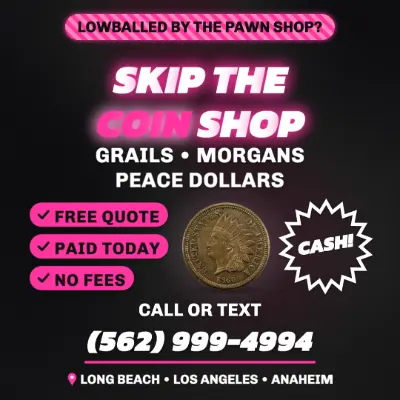 LOWBALLED BY THE PAWN SHOP?
SKIP THE
COIN SHOP
GRAILS • MORGANS
PEACE DOLLARS
FREE QUOTE
PAID TODAY
NO FEES
CASH!
CALL OR TEXT
(562) 999-4994
LONG BEACH • LOS ANGELES • ANAHEIM